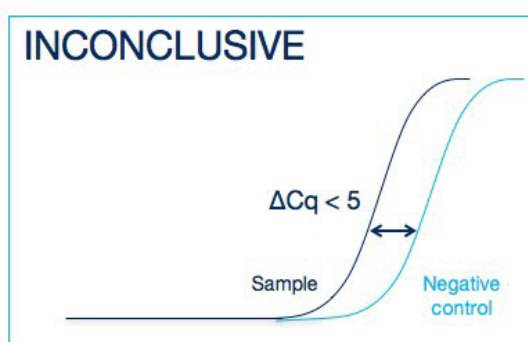 INCONCLUSIVE
ΔCq < 5
Sample
Negative
control